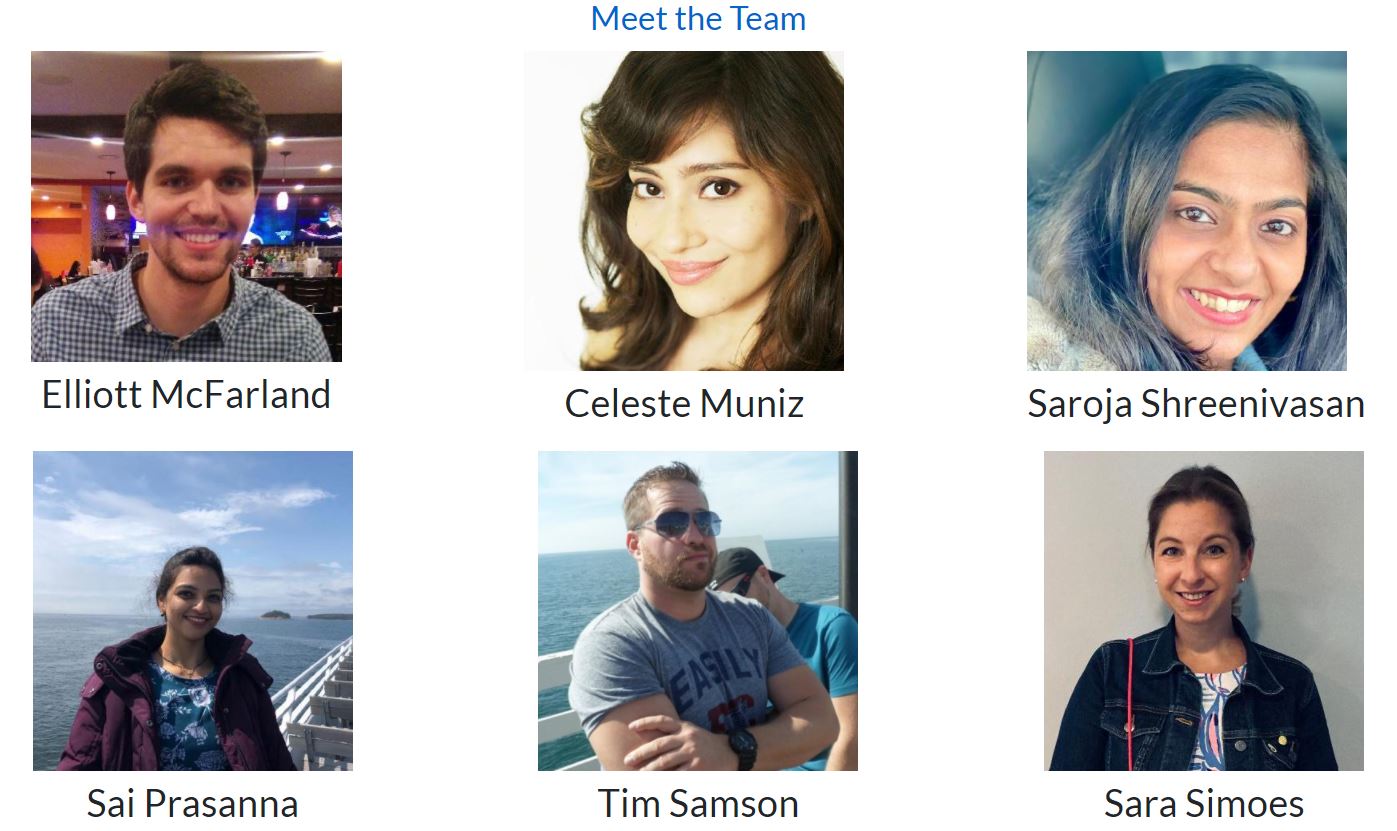 Meet the Team
Elliott McFarland
Celeste Muniz
Saroja Shreenivasan
EASILY
Sai Prasanna
Tim Samson
Sara Simoes